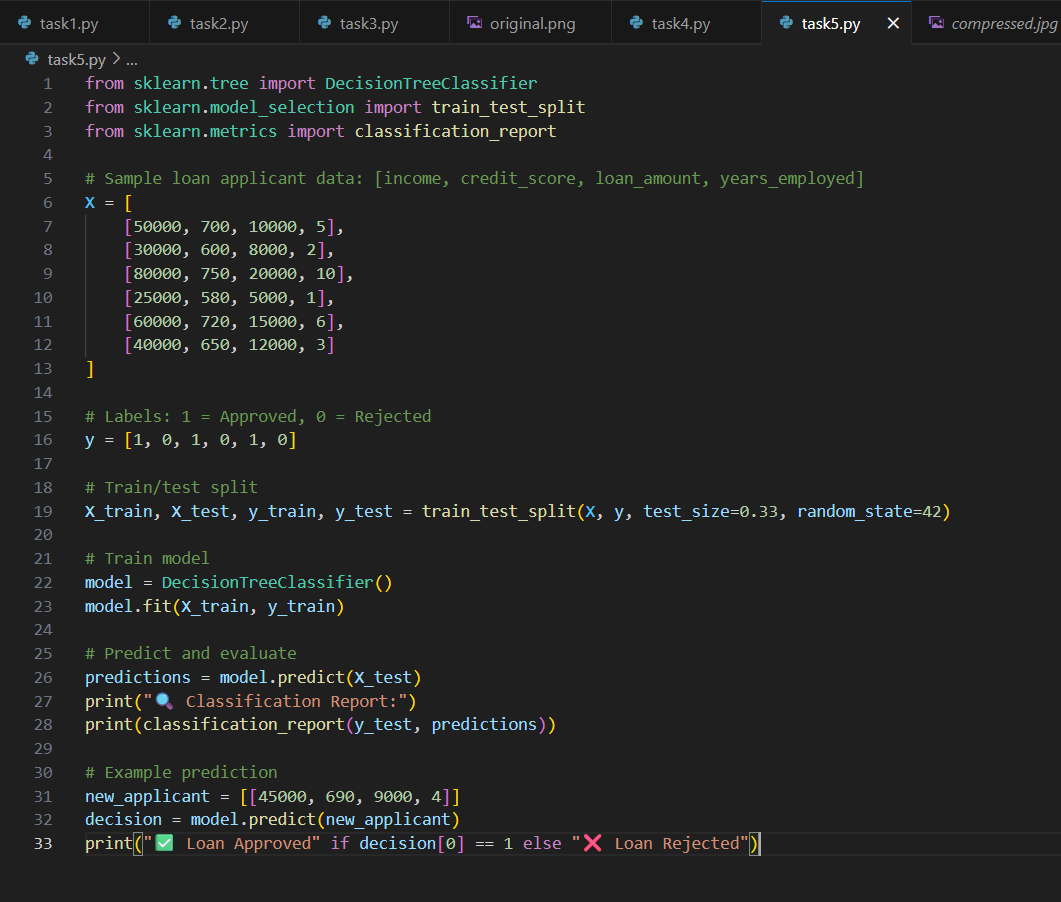 task1.py task2.py task3.py original.png task4.py task5.py × compressed.jpg
task5.py > ...
1 from sklearn.tree import DecisionTreeClassifier
2 from sklearn.model_selection import train_test_split
3 from sklearn.metrics import classification_report
4
5 # Sample loan applicant data: [income, credit_score, loan_amount, years_employed]
6 X = [
7     [50000, 700, 10000, 5],
8     [30000, 600, 8000, 2],
9     [80000, 750, 20000, 10],
10     [25000, 580, 5000, 1],
11     [60000, 720, 15000, 6],
12     [40000, 650, 12000, 3]
13 ]
14
15 # Labels: 1 = Approved, 0 = Rejected
16 y = [1, 0, 1, 0, 1, 0]
17
18 # Train/test split
19 X_train, X_test, y_train, y_test = train_test_split(X, y, test_size=0.33, random_state=42)
20
21 # Train model
22 model = DecisionTreeClassifier()
23 model.fit(X_train, y_train)
24
25 # Predict and evaluate
26 predictions = model.predict(X_test)
27 print("🔍 Classification Report:")
28 print(classification_report(y_test, predictions))
29
30 # Example prediction
31 new_applicant = [[45000, 690, 9000, 4]]
32 decision = model.predict(new_applicant)
33 print("✅ Loan Approved" if decision[0] == 1 else "❌ Loan Rejected")